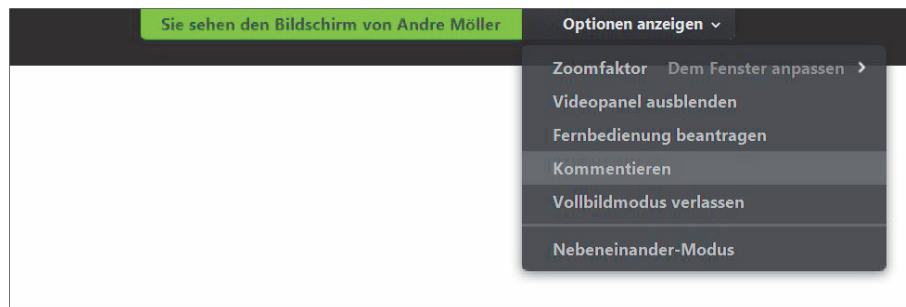 Sie sehen den Bildschirm von Andre Möller Optionen anzeigen
Zoomfaktor Dem Fenster anpassen
Videopanel ausblenden
Fernbedienung beantragen
Kommentieren
Vollbildmodus verlassen
Nebeneinander-Modus